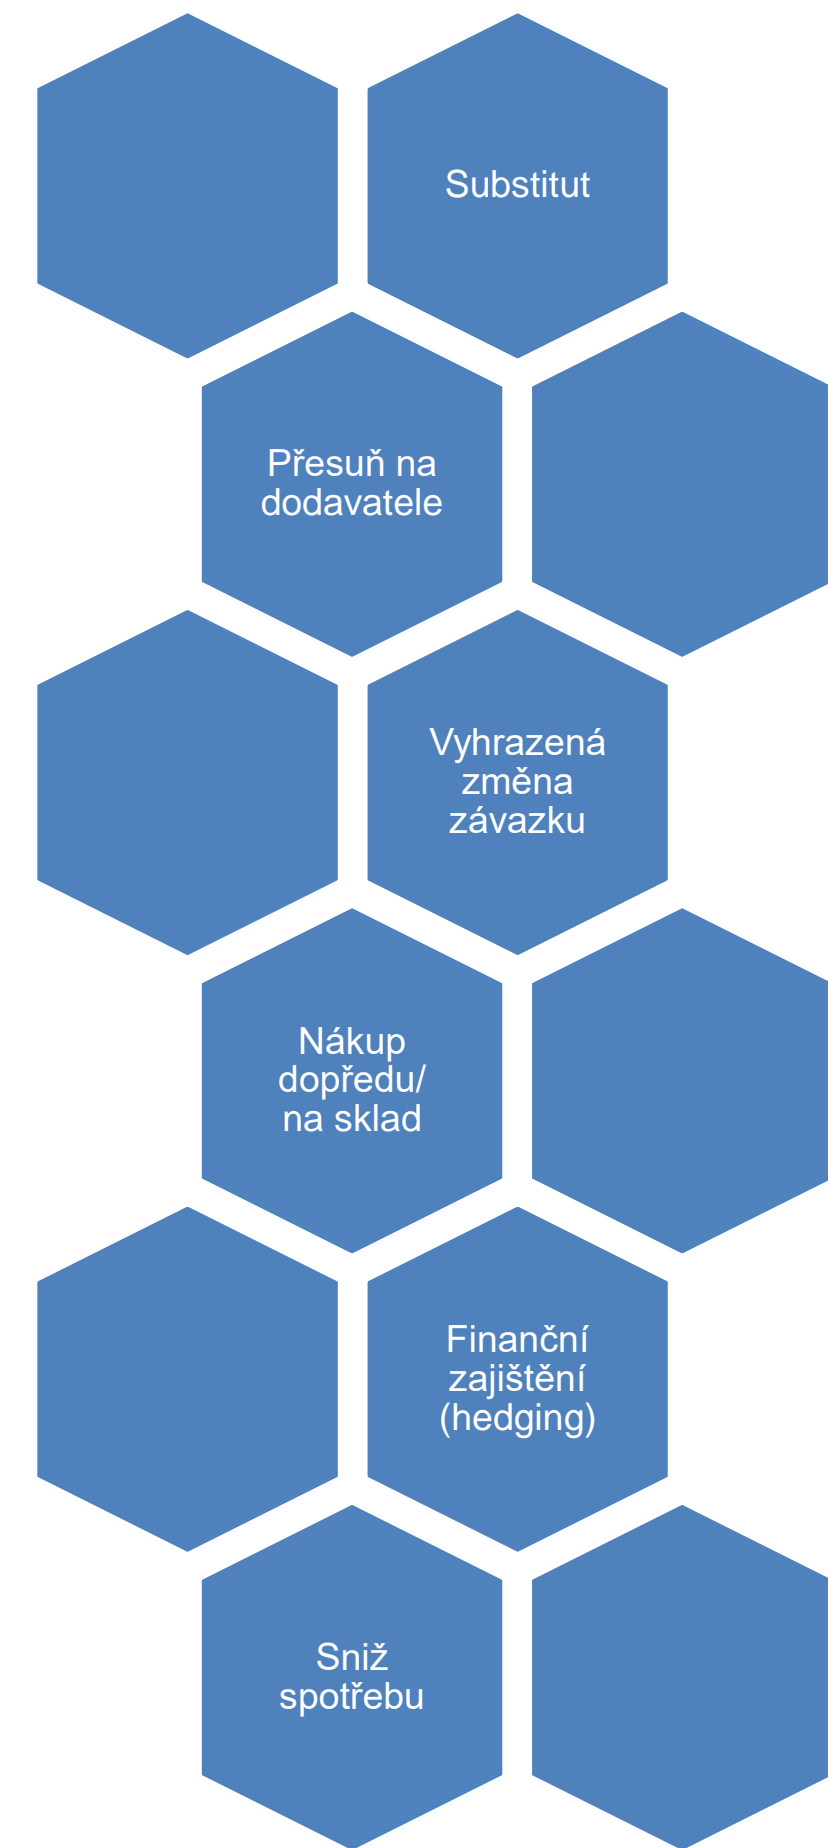 Substitut
Přesuň na
dodavatele
Vyhrazená
změna
závazku
Nákup
dopředu/
na sklad
Finanční
zajištění
(hedging)
Sniž
spotřebu